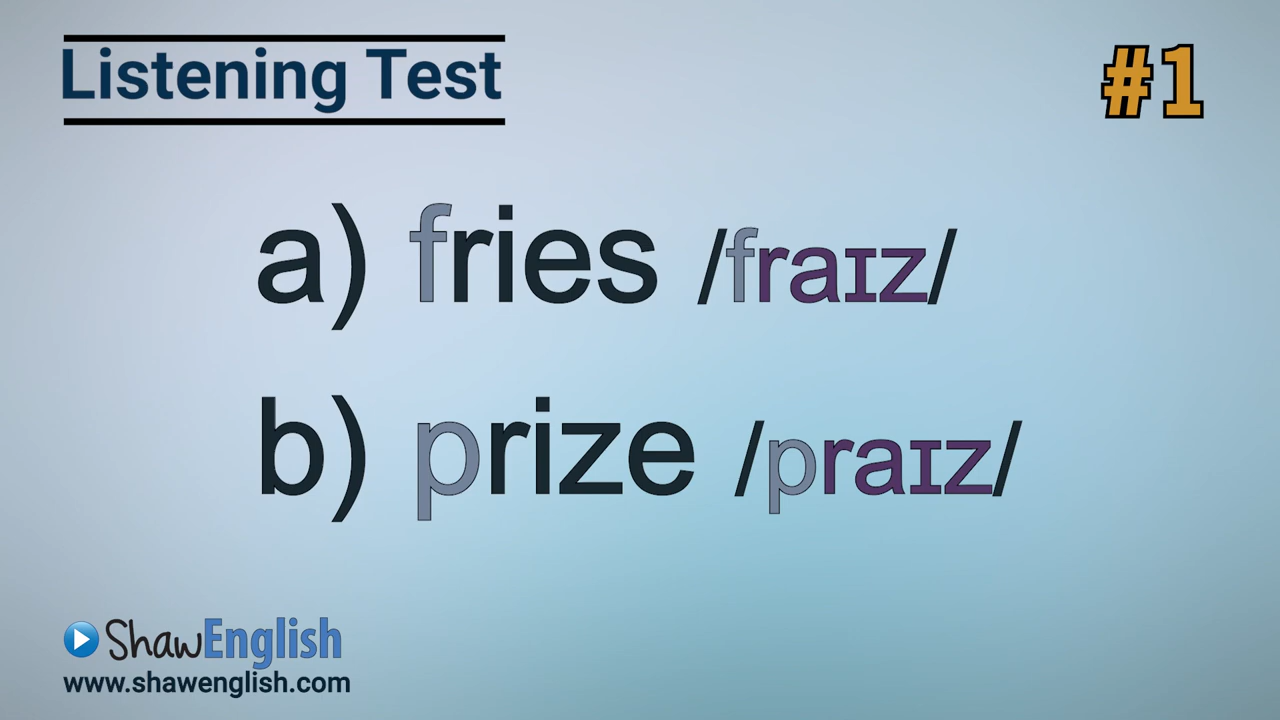 Listening Test
#1
a) fries /fraɪz/
b) prize /praɪz/
ShawEnglish
www.shawenglish.com